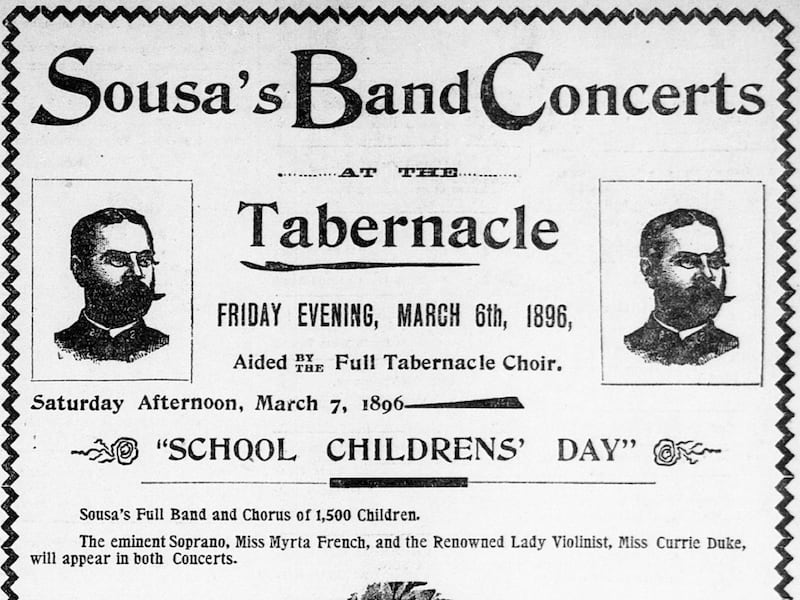 Sousa's Band Concerts
AT THE
Tabernacle
FRIDAY EVENING, MARCH 6th, 1896,
Aided BY THE Full Tabernacle Choir.
Saturday Afternoon, March 7, 1896
"SCHOOL CHILDRENS' DAY"
Sousa's Full Band and Chorus of 1,500 Children.
The eminent Soprano, Miss Myrta French, and the Renowned Lady Violinist, Miss Currie Duke,
will appear in both Concerts.